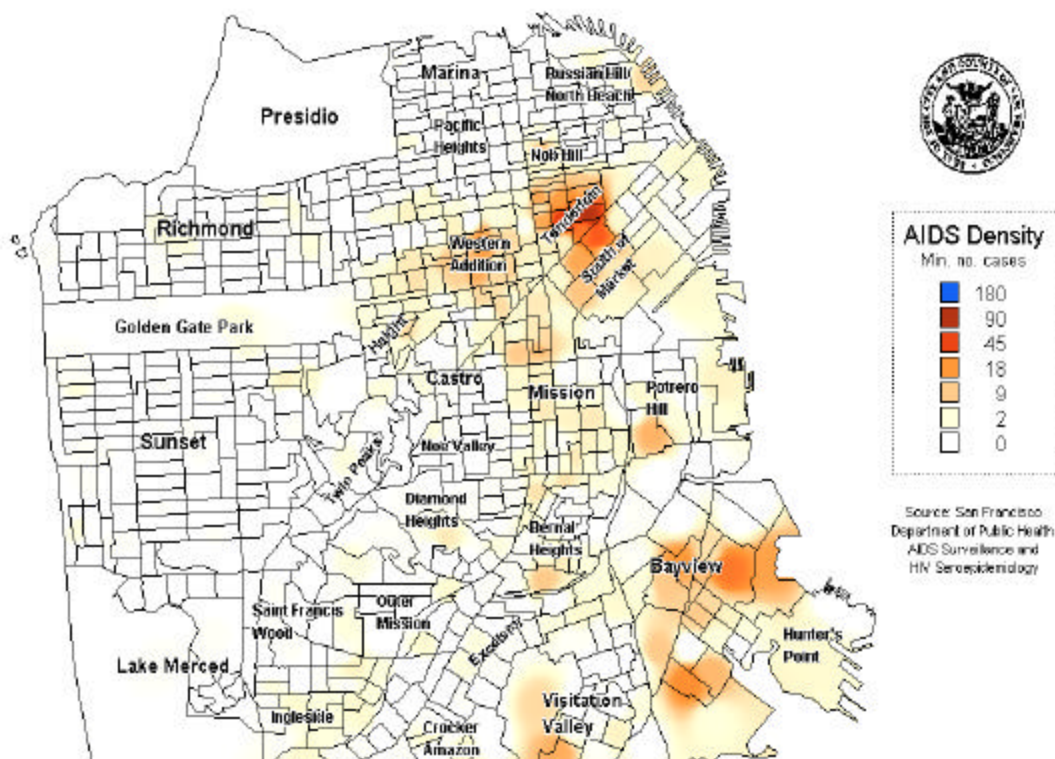 Marina
Russian Hill/
North Beach
Presidio
Pacific
Heights
Nob Hill
Tenderloin
Richmond
Western
Addition
South of
Market
Golden Gate Park
Haight
Castro
Mission
Potrero
Hill
Sunset
Twin Peaks
Noe Valley
Diamond
Heights
Bernal
Heights
Bayview
Saint Francis
Wood
Outer
Mission
Excelsior
Hunter's
Point
Lake Merced
Ingleside
Visitation
Valley
Crocker
Amazon
AIDS Density
Min. no. cases
180
90
45
18
9
2
0
Source: San Francisco
Department of Public Health
AIDS Surveillance and
HIV Seroepidemiology